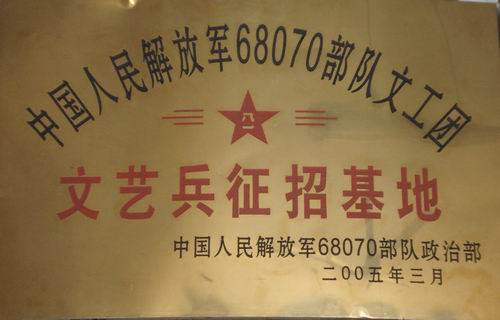 中国人民解放军68070部队文工团
八一
文艺兵征招基地
中国人民解放军68070部队政治部
二00五年三月